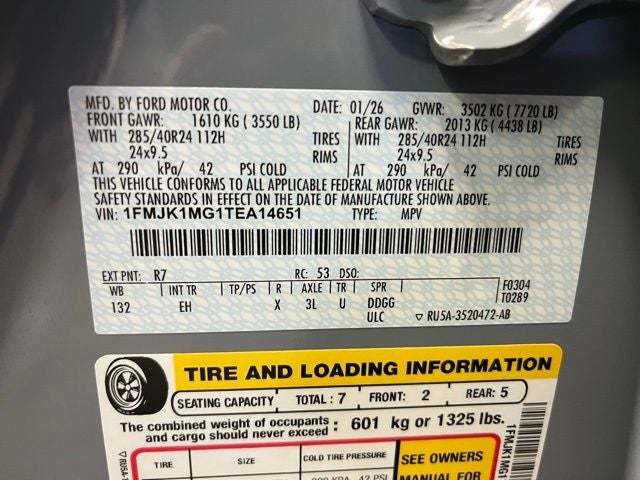 MFD. BY FORD MOTOR CO. DATE: 01/26 GVWR: 3502 KG ( 7720 LB)
FRONT GAWR: 1610 KG ( 3550 LB) REAR GAWR: 2013 KG ( 4438 LB)
WITH 285/40R24 112H TIRES WITH 285/40R24 112H TIRES
24x9.5 RIMS 24x9.5 RIMS
AT 290 kPa/ 42 PSI COLD AT 290 kPa/ 42 PSI COLD
THIS VEHICLE CONFORMS TO ALL APPLICABLE FEDERAL MOTOR VEHICLE
SAFETY STANDARDS IN EFFECT ON THE DATE OF MANUFACTURE SHOWN ABOVE.
VIN: 1FMJK1MG1TEA14651 TYPE: MPV
EXT PNT: R7 RC: 53 DSO:
WB INT TR TP/PS R AXLE TR SPR F0304
132 EH X 3L U DDGG T0289
ULC ▽ RU5A-3520472-AB
TIRE AND LOADING INFORMATION
SEATING CAPACITY TOTAL : 7 FRONT: 2 REAR: 5
The combined weight of occupants and cargo should never exceed : 601 kg or 1325 lbs.
TIRE SIZE COLD TIRE PRESSURE SEE OWNERS
42 PSI MANUAL FOR
1FMJK1MG1